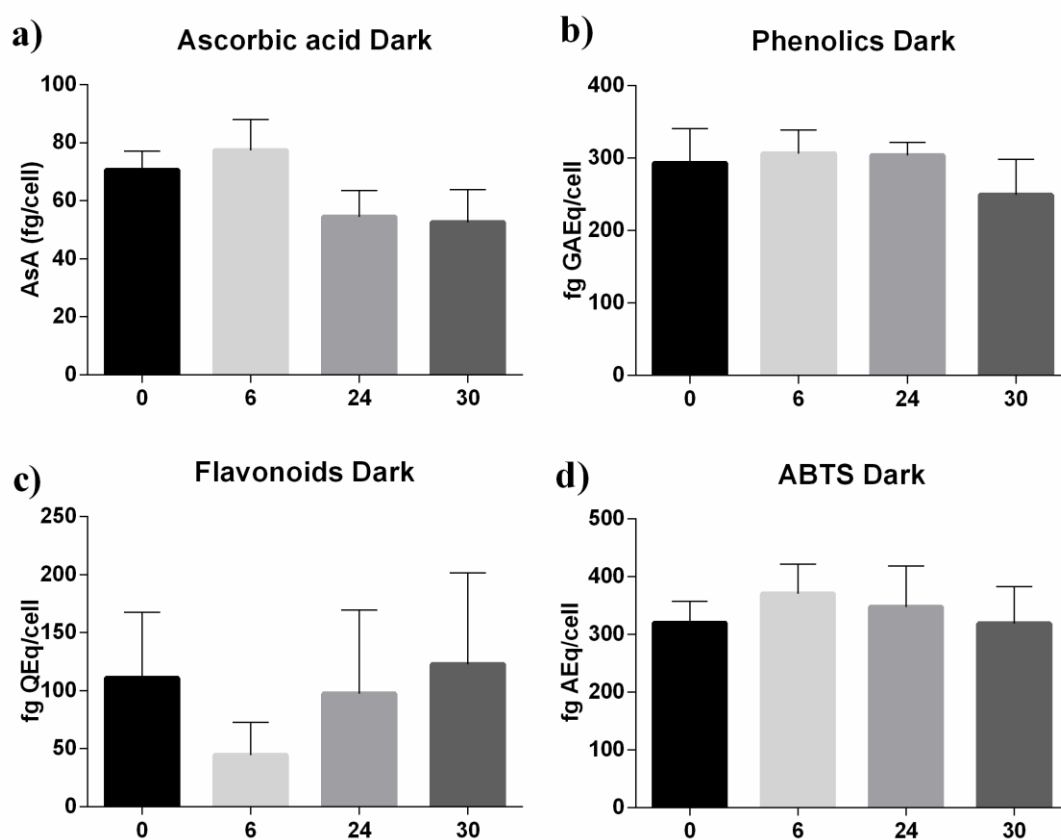 a)
Ascorbic acid Dark
AsA (fg/cell)
100
80
60
40
20
0
0 6 24 30
b)
Phenolics Dark
fg GAEq/cell
400
300
200
100
0
0 6 24 30
c)
Flavonoids Dark
fg QEq/cell
250
200
150
100
50
0
0 6 24 30
d)
ABTS Dark
fg AEq/cell
500
400
300
200
100
0
0 6 24 30